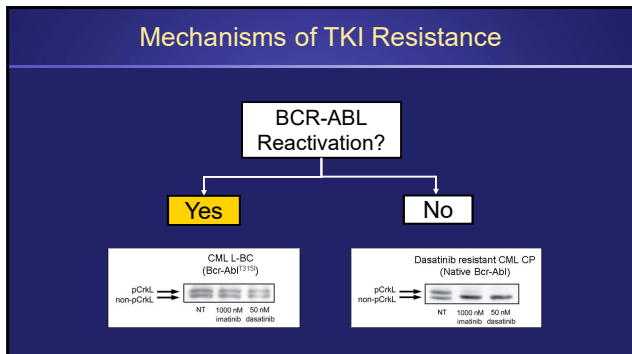 Mechanisms of TKI Resistance
BCR-ABL
Reactivation?
Yes
No
CML L-BC
(Bcr-Abl^T315I)
pCrkL
non-pCrkL
NT
1000 nM
imatinib
50 nM
dasatinib
Dasatinib resistant CML CP
(Native Bcr-Abl)
pCrkL
non-pCrkL
NT
1000 nM
imatinib
50 nM
dasatinib